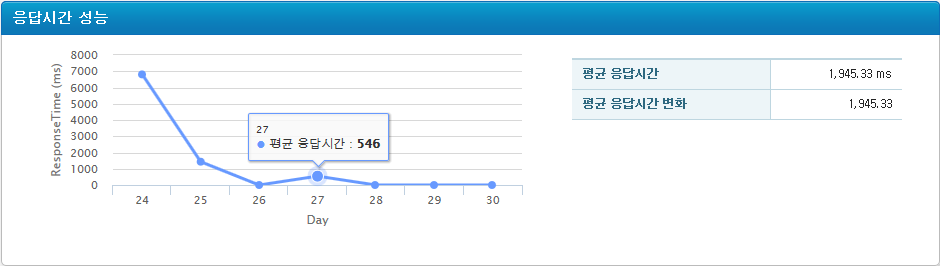 응답시간 성능
8000
7000
6000
5000
4000
3000
2000
1000
0
ResponseTime (ms)
27
평균 응답시간 : 546
24 25 26 27 28 29 30
Day
평균 응답시간 1,945.33 ms
평균 응답시간 변화 1,945.33